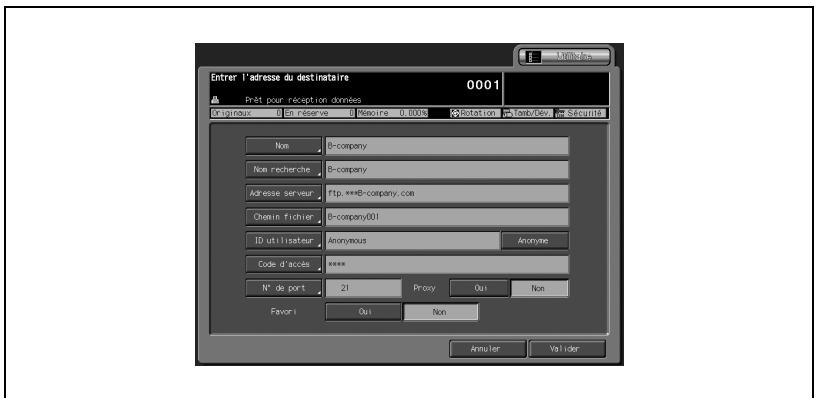 Utilitaire
Entrer l'adresse du destinataire
0001
Prêt pour réception données
Originaux 0 En réserve 0 Mémoire 0.000% Rotation Tamb/Dév. Sécurité
Nom B-company
Nom recherche B-company
Adresse serveur ftp.***B-company.com
Chemin fichier B-company001
ID utilisateur Anonymous Anonyme
Code d'accès ****
N° de port 21 Proxy Oui Non
Favori Oui Non
Annuler Valider